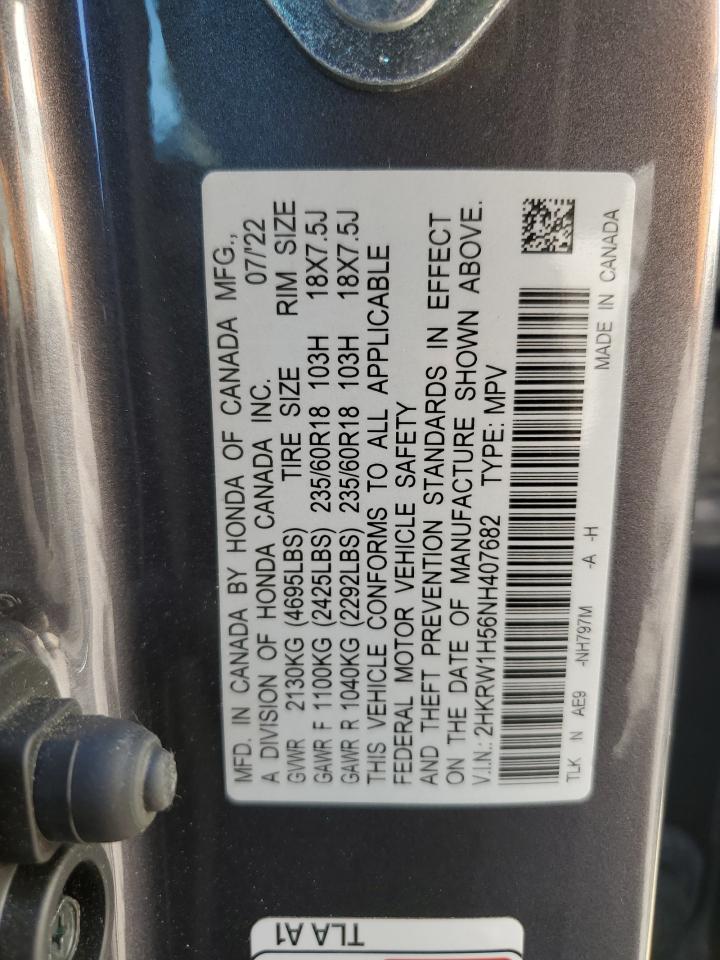 MFD. IN CANADA BY HONDA OF CANADA MFG.,
A DIVISION OF HONDA CANADA INC. 07/'22
GVWR 2130KG (4695LBS) TIRE SIZE RIM SIZE
GAWR F 1100KG (2425LBS) 235/60R18 103H 18X7.5J
GAWR R 1040KG (2292LBS) 235/60R18 103H 18X7.5J
THIS VEHICLE CONFORMS TO ALL APPLICABLE
FEDERAL MOTOR VEHICLE SAFETY
AND THEFT PREVENTION STANDARDS IN EFFECT
ON THE DATE OF MANUFACTURE SHOWN ABOVE.
V.I.N.: 2HKRW1H56NH407682 TYPE: MPV
TLK N AE9 -NH797M -A -H
MADE IN CANADA
TLA A1